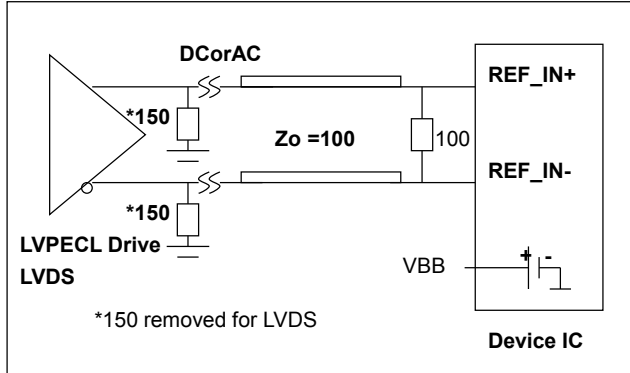 DCorAC
REF_IN+
*150
Zo =100
100
REF_IN-
*150
LVPECL Drive
LVDS
VBB
+ -
*150 removed for LVDS
Device IC